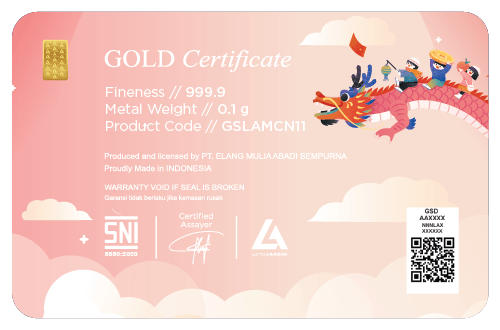 GOLD Certificate
Fineness // 999.9
Metal Weight // 0.1 g
Product Code // GSLAMCN11
Produced and licensed by PT. ELANG MULIA ABADI SEMPURNA
Proudly Made in INDONESIA
WARRANTY VOID IF SEAL IS BROKEN
Garansi tidak berlaku jika kemasan rusak
SNI
Certified
Assayer
GSD
AAXXXX
NNNLAX
XXXXXX